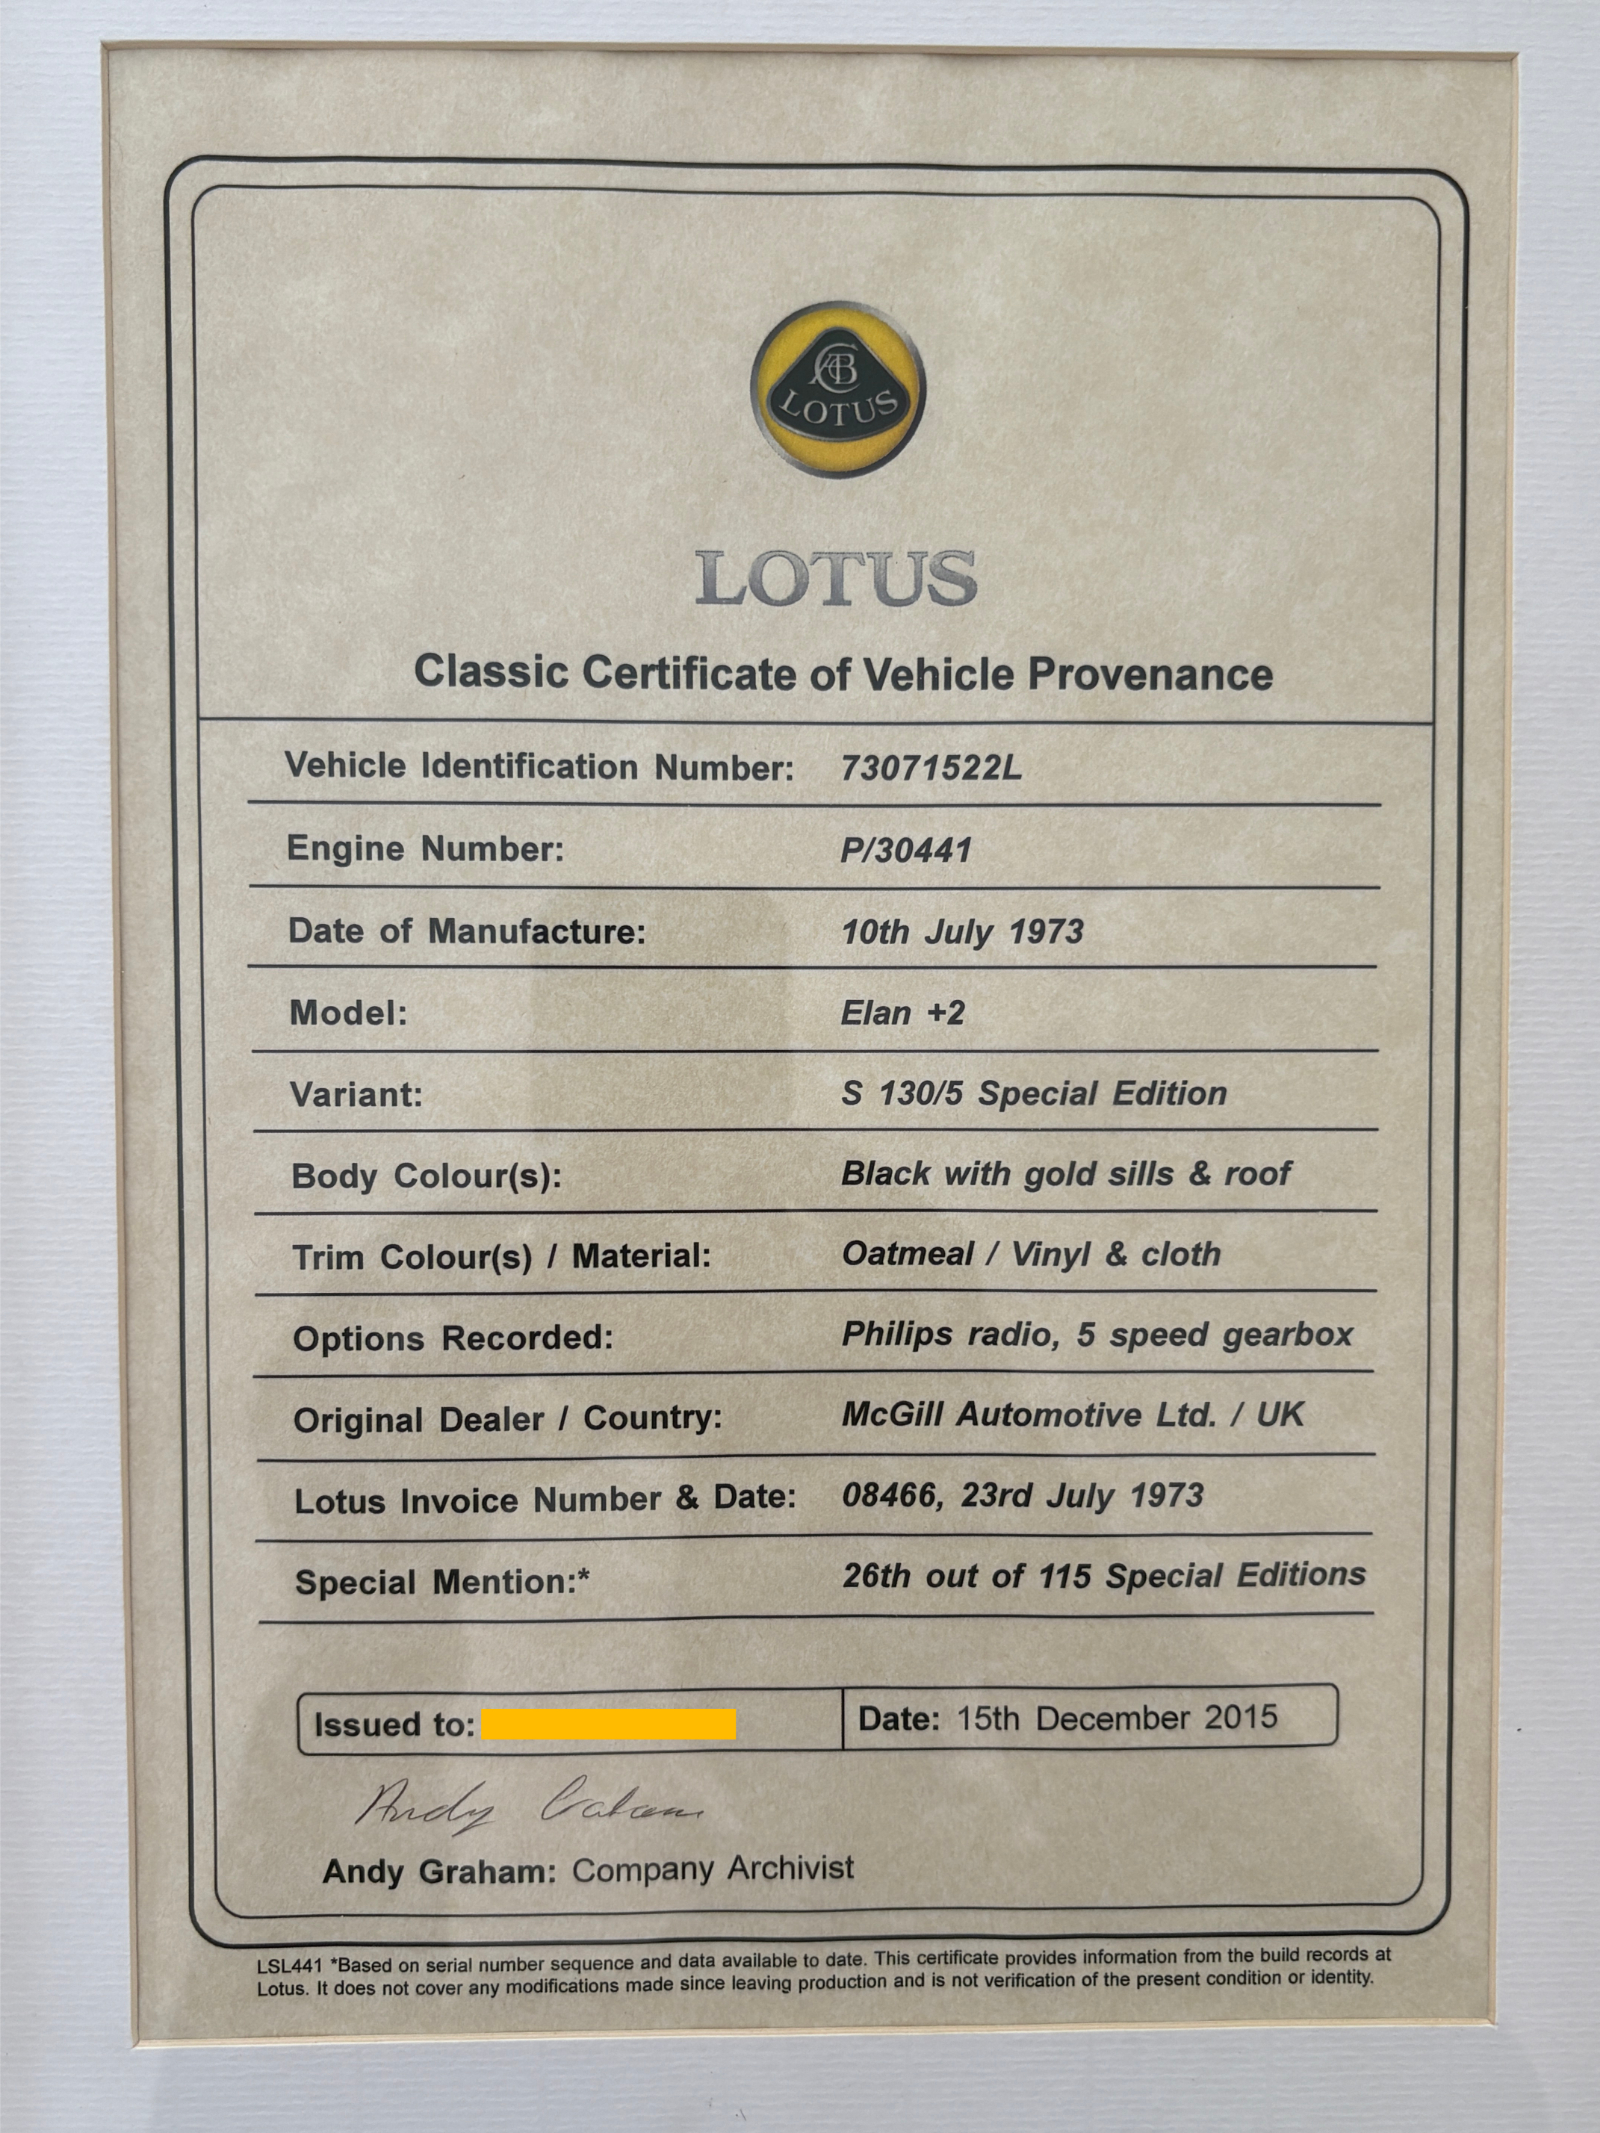 ACBC
LOTUS
LOTUS
Classic Certificate of Vehicle Provenance
Vehicle Identification Number: 73071522L
Engine Number: P/30441
Date of Manufacture: 10th July 1973
Model: Elan +2
Variant: S 130/5 Special Edition
Body Colour(s): Black with gold sills & roof
Trim Colour(s) / Material: Oatmeal / Vinyl & cloth
Options Recorded: Philips radio, 5 speed gearbox
Original Dealer / Country: McGill Automotive Ltd. / UK
Lotus Invoice Number & Date: 08466, 23rd July 1973
Special Mention:* 26th out of 115 Special Editions
Issued to: Date: 15th December 2015
Andy Graham
Andy Graham: Company Archivist
LSL441 *Based on serial number sequence and data available to date. This certificate provides information from the build records at
Lotus. It does not cover any modifications made since leaving production and is not verification of the present condition or identity.